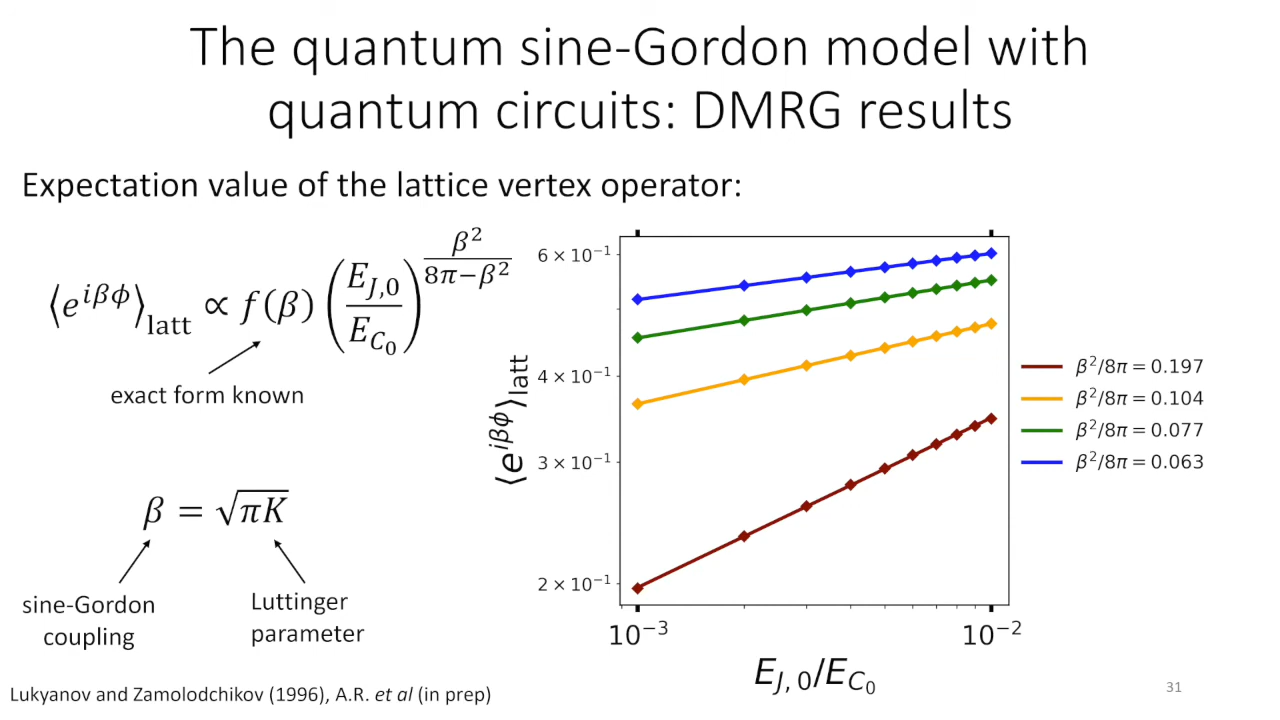 The quantum sine-Gordon model with
quantum circuits: DMRG results
Expectation value of the lattice vertex operator:
⟨e^{iβϕ}⟩_latt ∝ f(β) (E_{J,0}/E_{C_0})^{β²/(8π−β²)}
exact form known
β = √πK
sine-Gordon
coupling
Luttinger
parameter
⟨e^{iβϕ}⟩_latt
6 × 10⁻¹
4 × 10⁻¹
3 × 10⁻¹
2 × 10⁻¹
10⁻³
10⁻²
E_{J,0}/E_{C_0}
β²/8π = 0.197
β²/8π = 0.104
β²/8π = 0.077
β²/8π = 0.063
Lukyanov and Zamolodchikov (1996), A.R. et al (in prep)
31